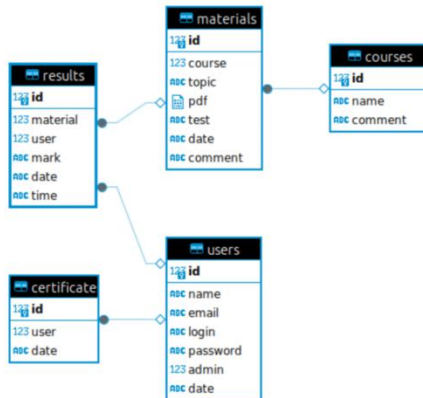 materials
123 id
123 course
ABC topic
pdf
ABC test
ABC date
ABC comment
courses
123 id
ABC name
ABC comment
results
123 id
123 material
123 user
ABC mark
ABC date
ABC time
users
123 id
ABC name
ABC email
ABC login
ABC password
123 admin
ABC date
certificate
123 id
123 user
ABC date